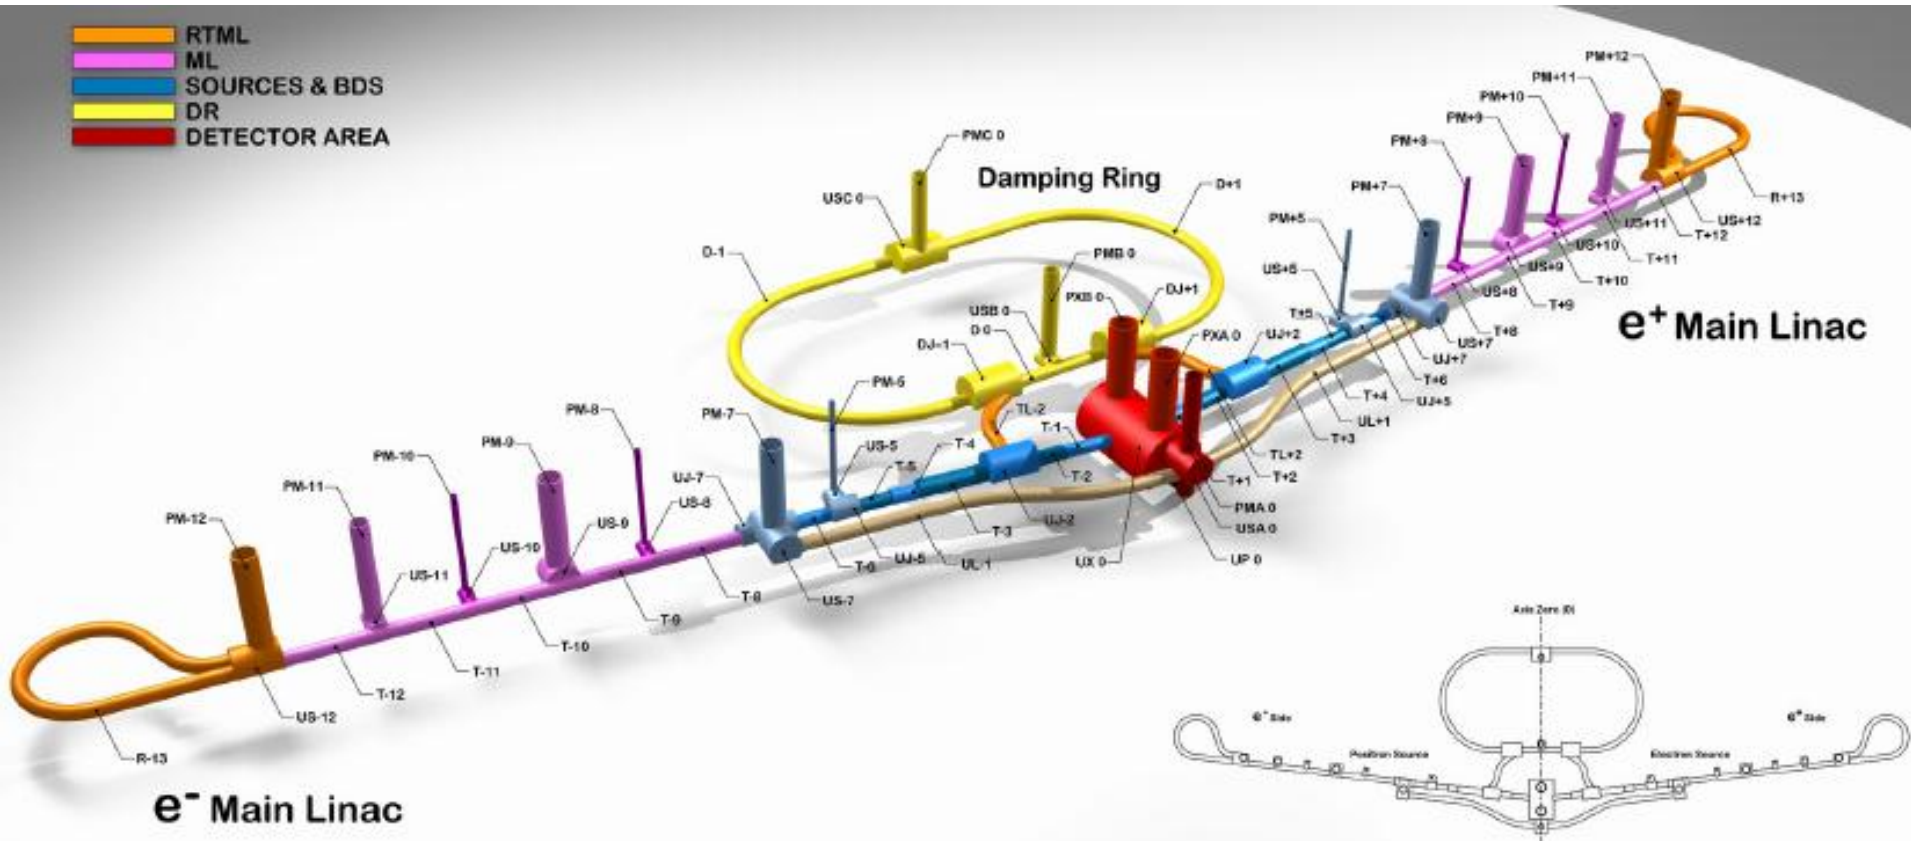 RTML
ML
SOURCES & BDS
DR
DETECTOR AREA
PM+12
PM+11
PM+10
PM+9
PM+8
PM+7
PM+5
R+13
US+12
T+12
US+11
T+11
US+10
T+10
US+9
T+9
US+8
T+8
US+7
UJ+7
T+6
UJ+5
T+4
UL+1
T+3
TL+2
T+2
T+1
US+5
T+5
UJ+2
e+ Main Linac
PMC 0
Damping Ring
USC 0
D+1
D-1
PMB 0
PXB 0
DJ+1
USB 0
D 0
DJ-1
PXA 0
PM-5
TL-2
T-1
PM-8
PM-7
US-5
T-4
T-5
T-2
PM-9
PM-10
UJ-7
US-8
PM-11
PM-12
US-9
US-10
US-11
PMA 0
USA 0
UP 0
UX 0
UJ-2
T-3
UL-1
UJ-5
T-6
US-7
T-8
T-9
T-10
T-11
T-12
US-12
R-13
e- Main Linac
Axis Zero (0)
e- Side
e+ Side
Positron Source
Electron Source